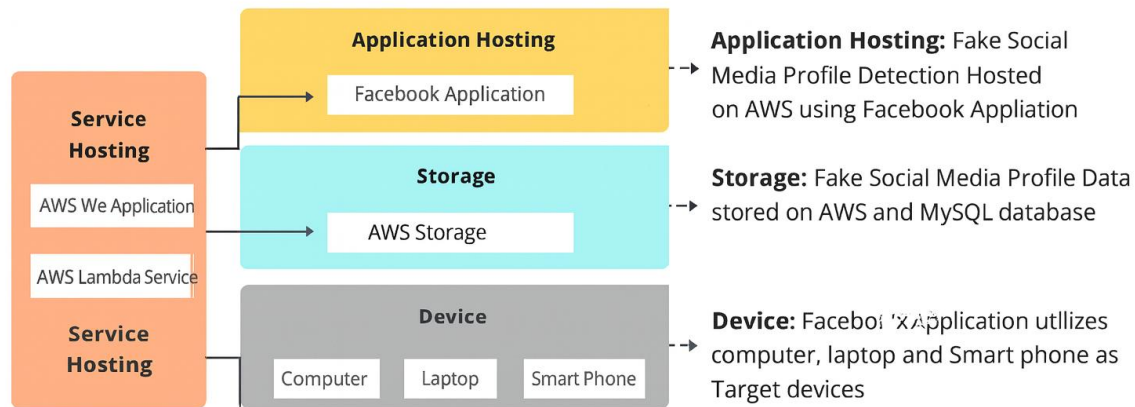 Service
Hosting
AWS We Application
AWS Lambda Service
Service
Hosting
Application Hosting
Facebook Application
Storage
AWS Storage
Device
Computer
Laptop
Smart Phone
Application Hosting: Fake Social
Media Profile Detection Hosted
on AWS using Facebook Appliation
Storage: Fake Social Media Profile Data
stored on AWS and MySQL database
Device: Application utllizes
computer, laptop and Smart phone as
Target devices